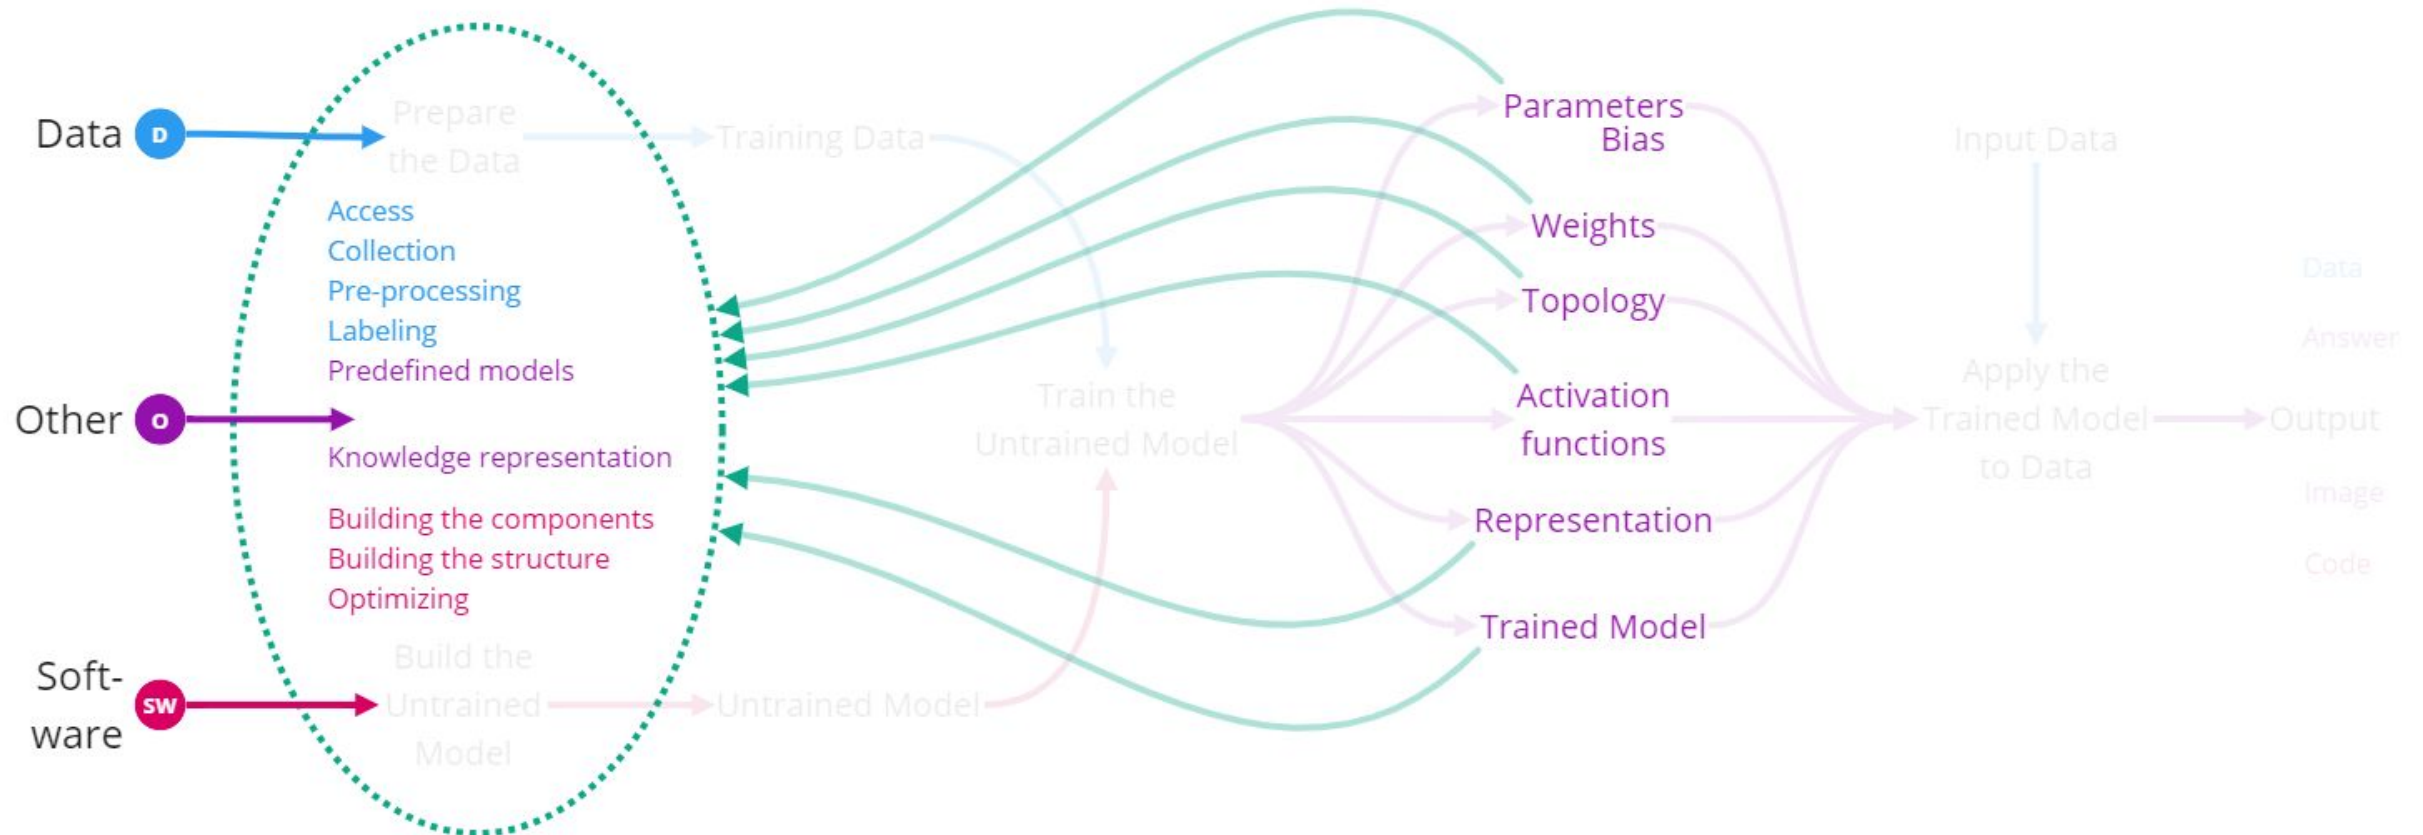 Data
D
Prepare
the Data
Training Data
Access
Collection
Pre-processing
Labeling
Predefined models
Other
O
Knowledge representation
Building the components
Building the structure
Optimizing
Soft-
ware
SW
Build the
Untrained
Model
Untrained Model
Train the
Untrained Model
Parameters
Bias
Weights
Topology
Activation
functions
Representation
Trained Model
Input Data
Apply the
Trained Model
to Data
Output
Data
Answer
Image
Code